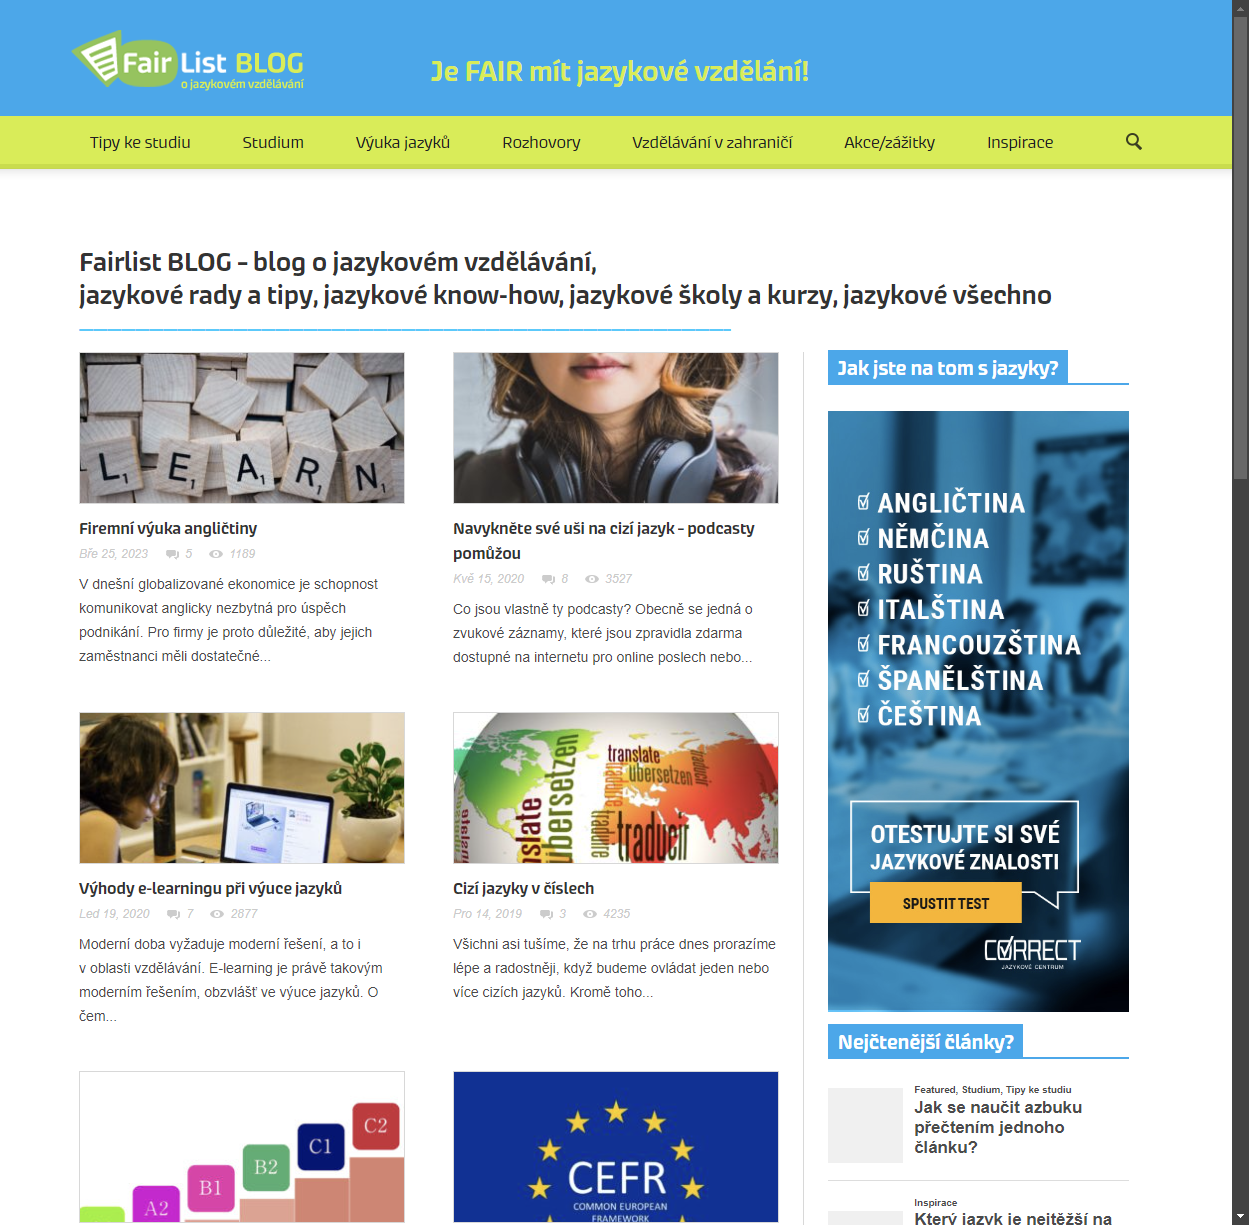 Fair List BLOG
o jazykovém vzdělávání
Je FAIR mít jazykové vzdělání!
Tipy ke studiu
Studium
Výuka jazyků
Rozhovory
Vzdělávání v zahraničí
Akce/zážitky
Inspirace
Fairlist BLOG – blog o jazykovém vzdělávání,
jazykové rady a tipy, jazykové know-how, jazykové školy a kurzy, jazykové všechno
LEARN
Firemní výuka angličtiny
Bře 25, 2023 5 1189
V dnešní globalizované ekonomice je schopnost
komunikovat anglicky nezbytná pro úspěch
podnikání. Pro firmy je proto důležité, aby jejich
zaměstnanci měli dostatečné...
Navykněte své uši na cizí jazyk – podcasty
pomůžou
Kvě 15, 2020 8 3527
Co jsou vlastně ty podcasty? Obecně se jedná o
zvukové záznamy, které jsou zpravidla zdarma
dostupné na internetu pro online poslech nebo...
Výhody e-learningu při výuce jazyků
Led 19, 2020 7 2877
Moderní doba vyžaduje moderní řešení, a to i
v oblasti vzdělávání. E-learning je právě takovým
moderním řešením, obzvlášť ve výuce jazyků. O
čem...
translate
übersetzen
traducir
translate
übersetzen
traduire
traducir
Cizí jazyky v číslech
Pro 14, 2019 3 4235
Všichni asi tušíme, že na trhu práce dnes prorazíme
lépe a radostněji, když budeme ovládat jeden nebo
více cizích jazyků. Kromě toho...
A2
B1
B2
C1
C2
CEFR
COMMON EUROPEAN
FRAMEWORK
Jak jste na tom s jazyky?
ANGLIČTINA
NĚMČINA
RUŠTINA
ITALŠTINA
FRANCOUZŠTINA
ŠPANĚLŠTINA
ČEŠTINA
OTESTUJTE SI SVÉ
JAZYKOVÉ ZNALOSTI
SPUSTIT TEST
CORRECT
JAZYKOVÉ CENTRUM
Nejčtenější články?
Featured, Studium, Tipy ke studiu
Jak se naučit azbuku
přečtením jednoho
článku?
Inspirace
Který jazyk je nejtěžší na